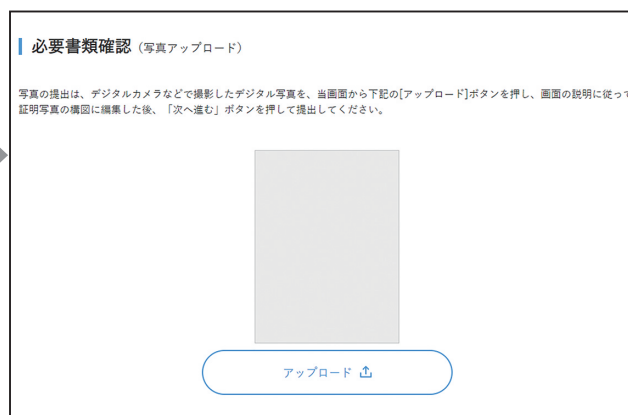 必要書類確認（写真アップロード）
写真の提出は、デジタルカメラなどで撮影したデジタル写真を、当画面から下記の[アップロード]ボタンを押し、画面の説明に従って
証明写真の構図に編集した後、「次へ進む」ボタンを押して提出してください。
アップロード